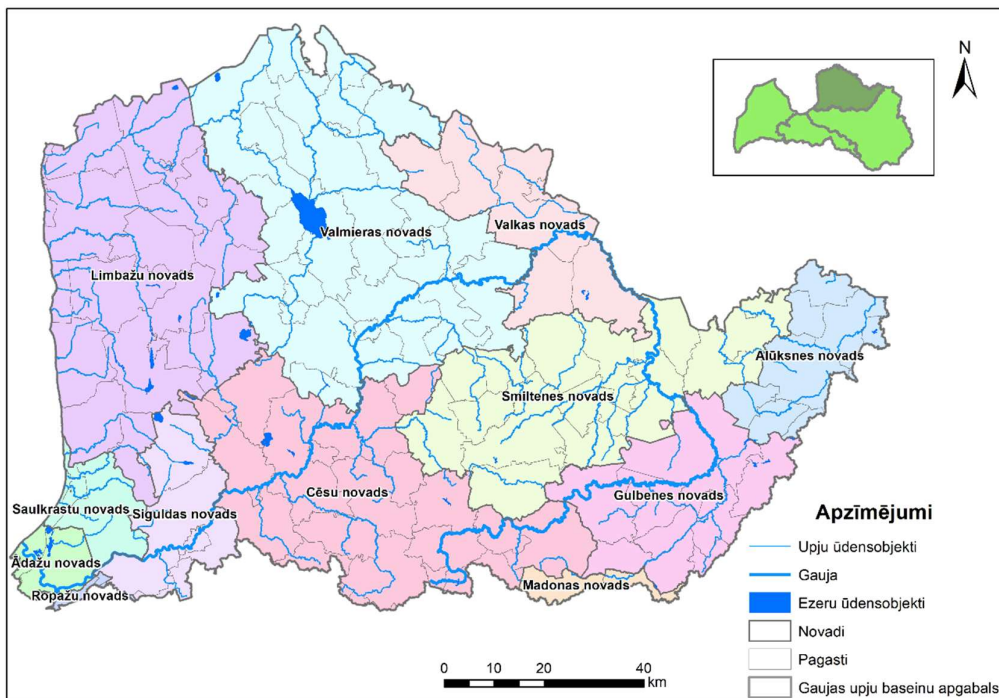 N
Valmieras novads
Valkas novads
Limbažu novads
Alūksnes novads
Smiltenes novads
Cēsu novads
Gulbenes novads
Saulkrastu novads
Siguldas novads
Ādažu novads
Ropažu novads
Madonas novads
Apzīmējumi
Upju ūdensobjekti
Gauja
Ezeru ūdensobjekti
Novadi
Pagasti
Gaujas upju baseinu apgabals
0 5 10 20 30 40
km